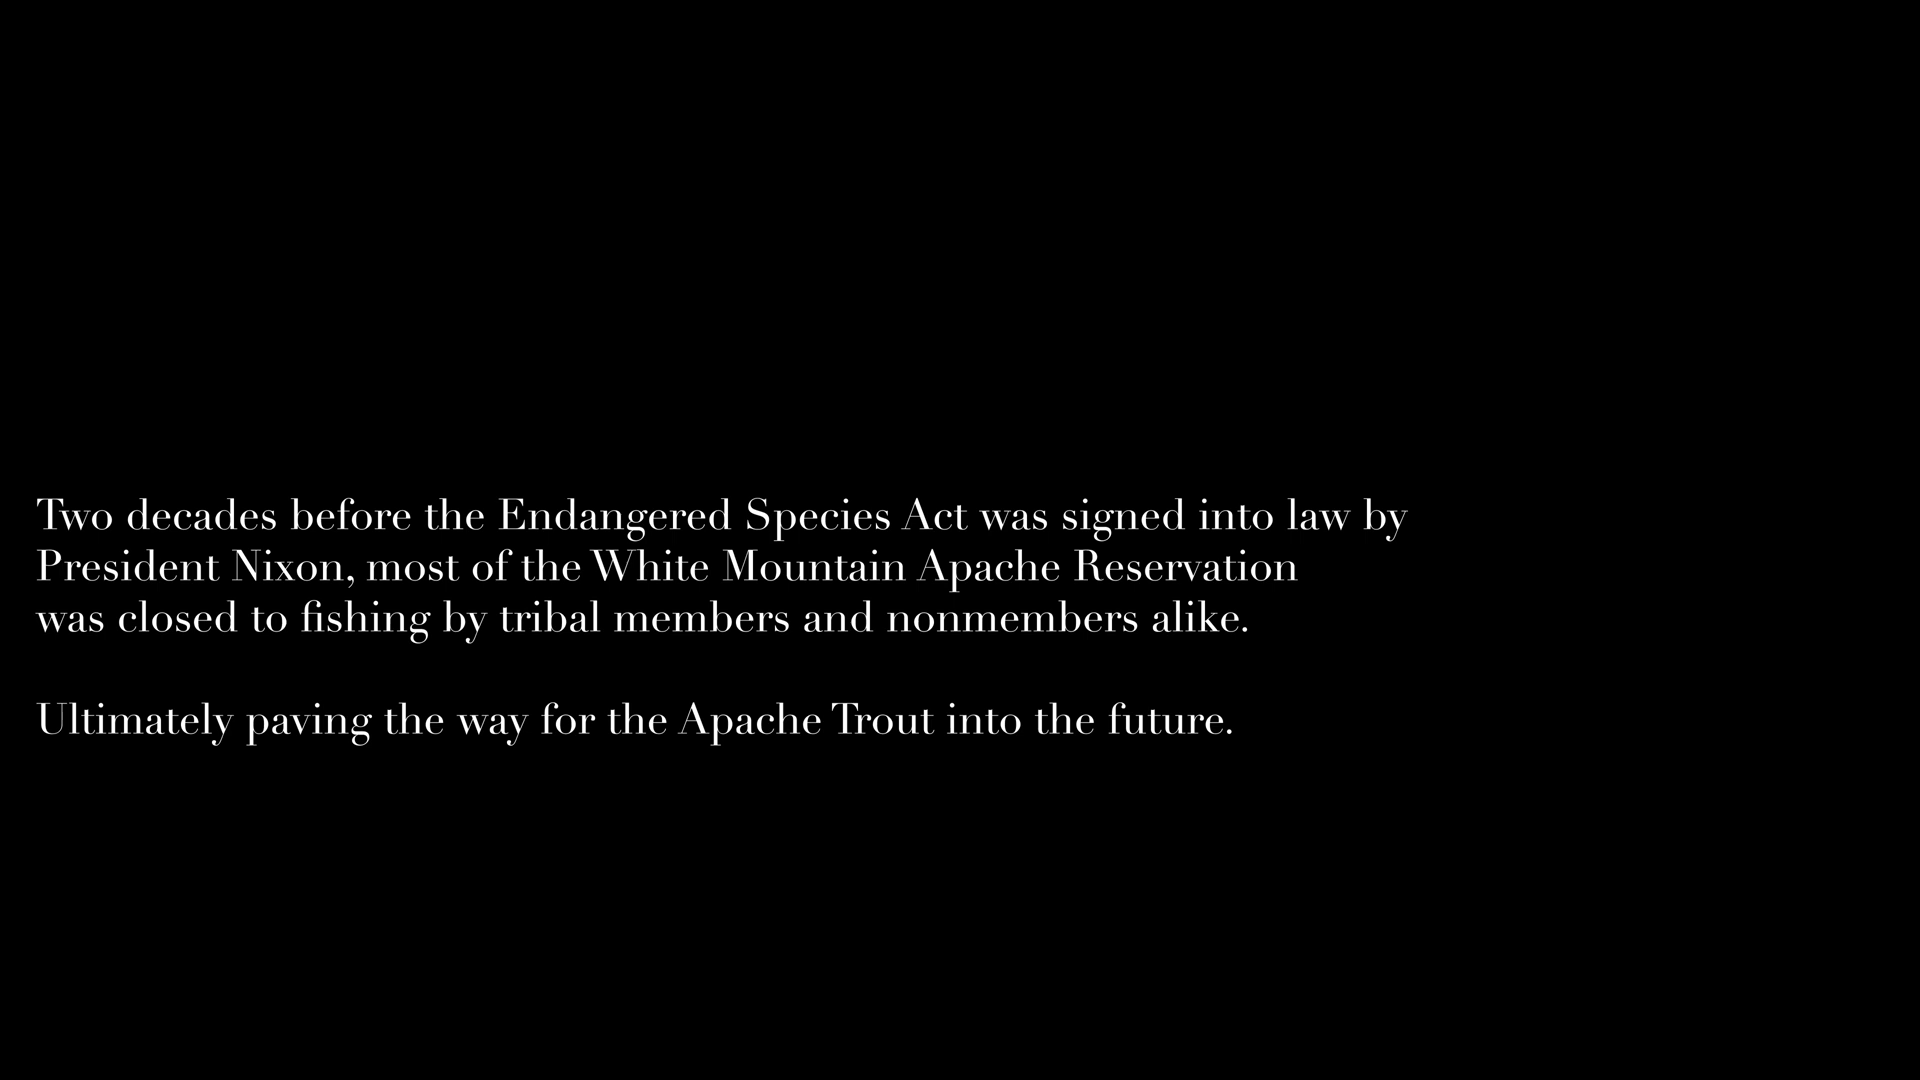 Two decades before the Endangered Species Act was signed into law by
President Nixon, most of the White Mountain Apache Reservation
was closed to fishing by tribal members and nonmembers alike.
Ultimately paving the way for the Apache Trout into the future.